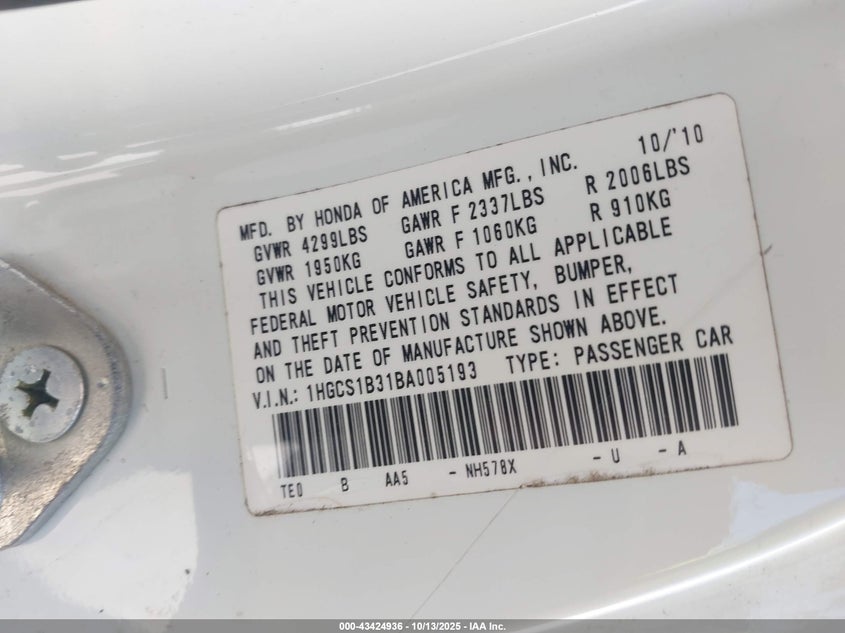 10/'10
MFD. BY HONDA OF AMERICA MFG., INC.
GVWR 4299LBS GAWR F 2337LBS R 2006LBS
GVWR 1950KG GAWR F 1060KG R 910KG
THIS VEHICLE CONFORMS TO ALL APPLICABLE
FEDERAL MOTOR VEHICLE SAFETY, BUMPER,
AND THEFT PREVENTION STANDARDS IN EFFECT
ON THE DATE OF MANUFACTURE SHOWN ABOVE.
V.I.N.: 1HGCS1B31BA005193 TYPE: PASSENGER CAR
TE0 B AA5 - NH578X - U - A
000-43424936 - 10/13/2025 - IAA Inc.